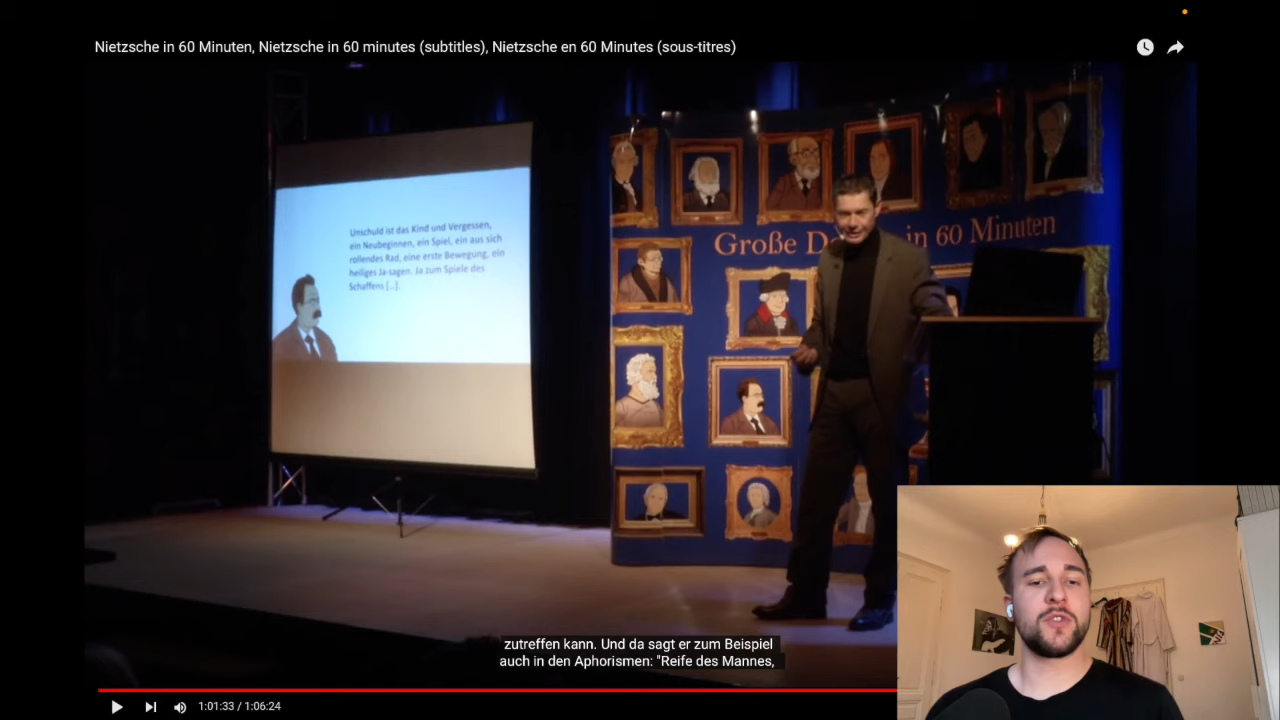 Nietzsche in 60 Minuten, Nietzsche in 60 minutes (subtitles), Nietzsche en 60 Minutes (sous-titres)
Unschuld ist das Kind und Vergessen,
ein Neubeginnen, ein Spiel, ein aus sich
rollendes Rad, eine erste Bewegung, ein
heiliges Ja-sagen. Ja zum Spiele des
Schaffens [...].
Große D
in 60 Minuten
zutreffen kann. Und da sagt er zum Beispiel
auch in den Aphorismen: "Reife des Mannes,
1:01:33 / 1:06:24